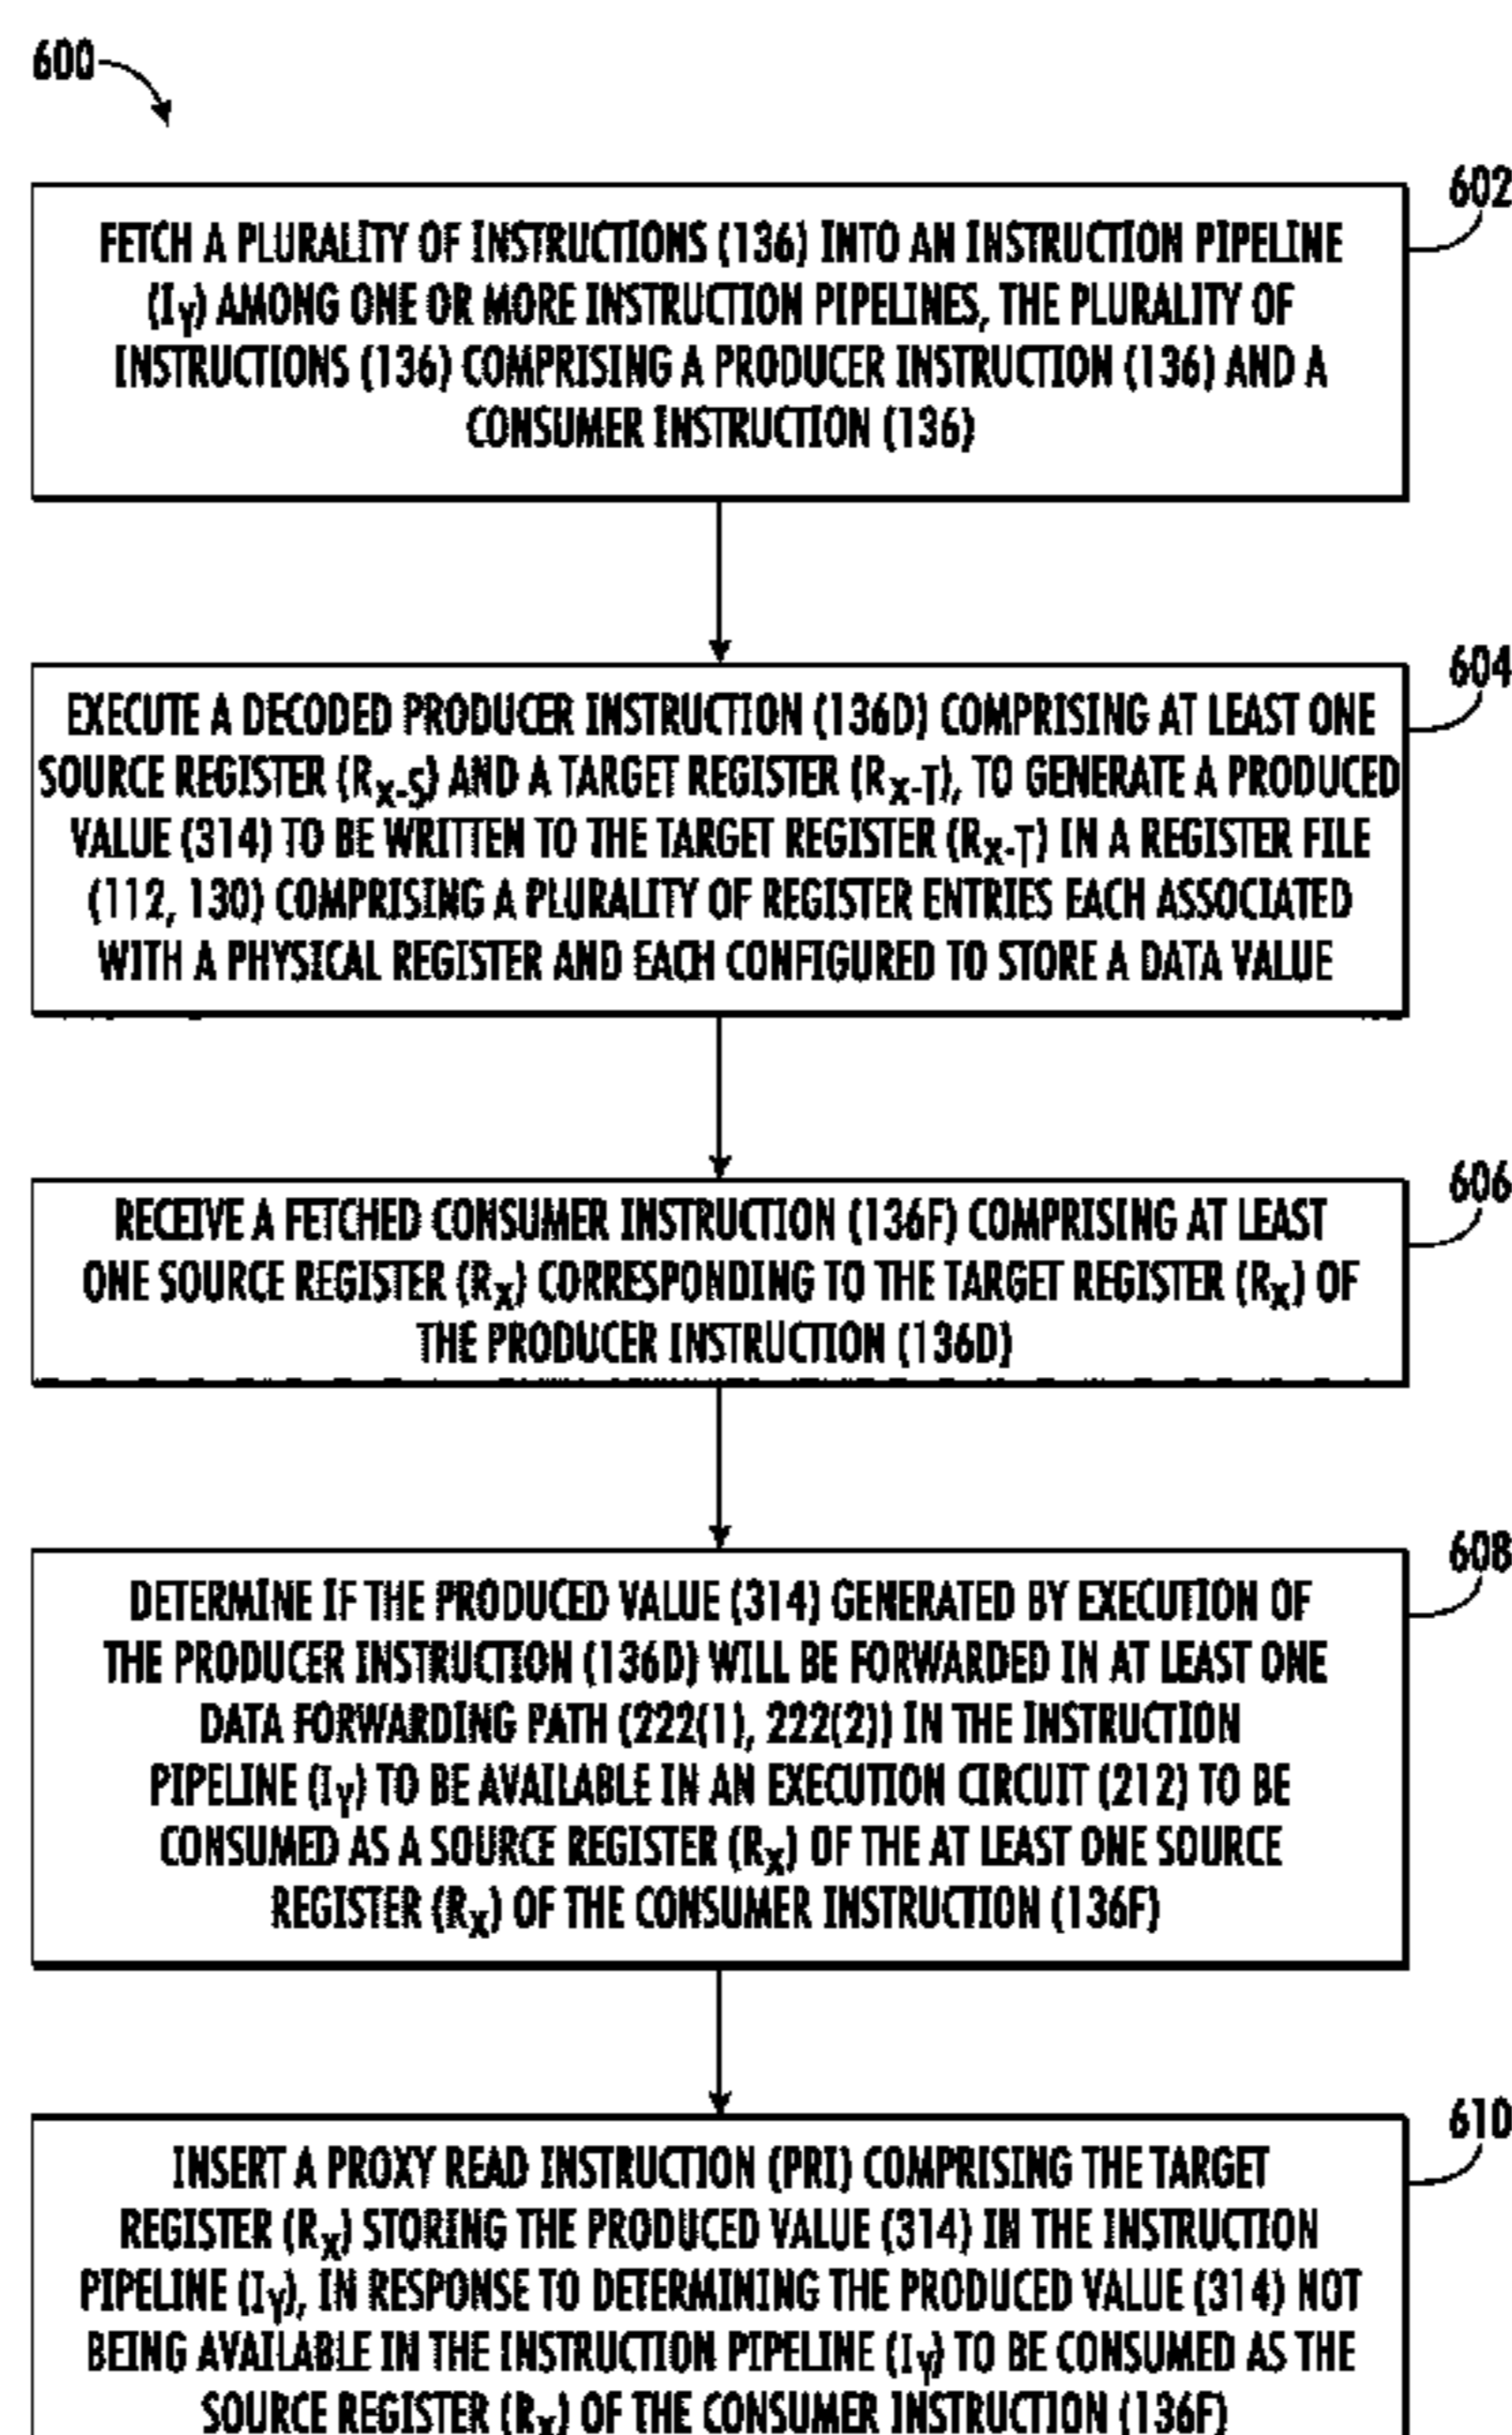 600
602
FETCH A PLURALITY OF INSTRUCTIONS (136) INTO AN INSTRUCTION PIPELINE
(IY) AMONG ONE OR MORE INSTRUCTION PIPELINES, THE PLURALITY OF
INSTRUCTIONS (136) COMPRISING A PRODUCER INSTRUCTION (136) AND A
CONSUMER INSTRUCTION (136)
604
EXECUTE A DECODED PRODUCER INSTRUCTION (136D) COMPRISING AT LEAST ONE
SOURCE REGISTER (RX-S) AND A TARGET REGISTER (RX-T), TO GENERATE A PRODUCED
VALUE (314) TO BE WRITTEN TO THE TARGET REGISTER (RX-T) IN A REGISTER FILE
(112, 130) COMPRISING A PLURALITY OF REGISTER ENTRIES EACH ASSOCIATED
WITH A PHYSICAL REGISTER AND EACH CONFIGURED TO STORE A DATA VALUE
606
RECEIVE A FETCHED CONSUMER INSTRUCTION (136F) COMPRISING AT LEAST
ONE SOURCE REGISTER (RX) CORRESPONDING TO THE TARGET REGISTER (RX) OF
THE PRODUCER INSTRUCTION (136D)
608
DETERMINE IF THE PRODUCED VALUE (314) GENERATED BY EXECUTION OF
THE PRODUCER INSTRUCTION (136D) WILL BE FORWARDED IN AT LEAST ONE
DATA FORWARDING PATH (222(1), 222(2)) IN THE INSTRUCTION
PIPELINE (IY) TO BE AVAILABLE IN AN EXECUTION CIRCUIT (212) TO BE
CONSUMED AS A SOURCE REGISTER (RX) OF THE AT LEAST ONE SOURCE
REGISTER (RX) OF THE CONSUMER INSTRUCTION (136F)
610
INSERT A PROXY READ INSTRUCTION (PRI) COMPRISING THE TARGET
REGISTER (RX) STORING THE PRODUCED VALUE (314) IN THE INSTRUCTION
PIPELINE (IY), IN RESPONSE TO DETERMINING THE PRODUCED VALUE (314) NOT
BEING AVAILABLE IN THE INSTRUCTION PIPELINE (IY) TO BE CONSUMED AS THE
SOURCE REGISTER (RX) OF THE CONSUMER INSTRUCTION (136F)